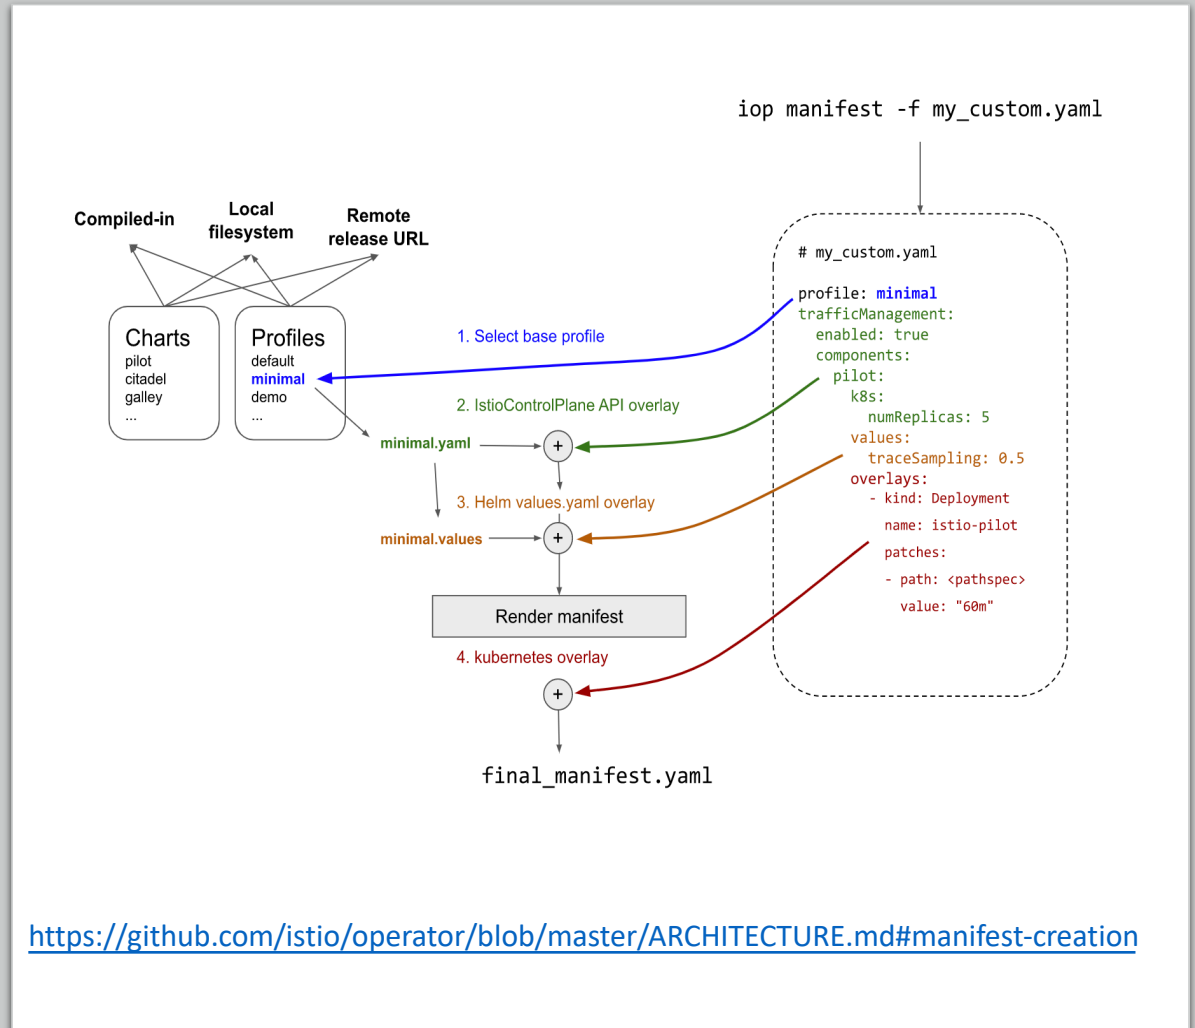 iop manifest -f my_custom.yaml
Compiled-in
Local
filesystem
Remote
release URL
Charts
pilot
citadel
galley
...
Profiles
default
minimal
demo
...
1. Select base profile
2. IstioControlPlane API overlay
minimal.yaml
+
3. Helm values.yaml overlay
minimal.values
+
Render manifest
4. kubernetes overlay
+
final_manifest.yaml
# my_custom.yaml
profile: minimal
trafficManagement:
enabled: true
components:
pilot:
k8s:
numReplicas: 5
values:
traceSampling: 0.5
overlays:
- kind: Deployment
name: istio-pilot
patches:
- path: <pathspec>
value: "60m"
https://github.com/istio/operator/blob/master/ARCHITECTURE.md#manifest-creation